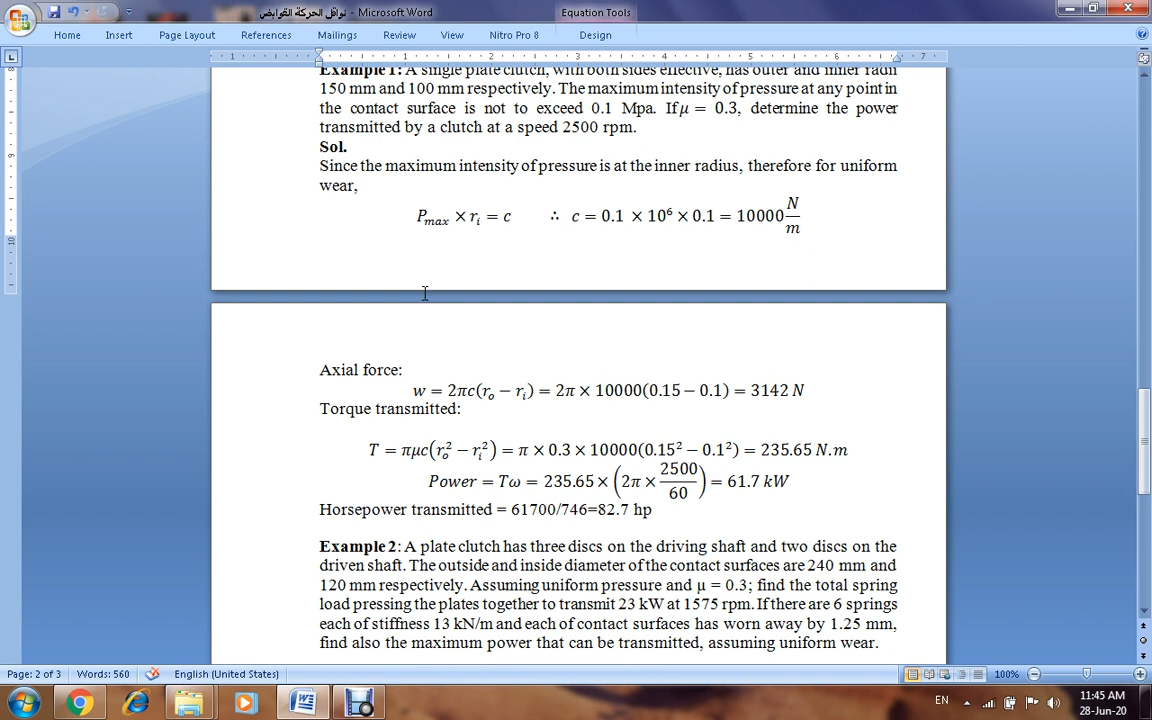 نواقل الحركة القوابض - Microsoft Word
Equation Tools
Home Insert Page Layout References Mailings Review View Nitro Pro 8 Design
1 1 2 3 4 5 6 7
Example 1: A single plate clutch, with both sides effective, has outer and inner radii
150 mm and 100 mm respectively. The maximum intensity of pressure at any point in
the contact surface is not to exceed 0.1 Mpa. If μ = 0.3, determine the power
transmitted by a clutch at a speed 2500 rpm.
Sol.
Since the maximum intensity of pressure is at the inner radius, therefore for uniform
wear,
P_max × r_i = c ∴ c = 0.1 × 10⁶ × 0.1 = 10000 N/m
Axial force:
w = 2πc(r_o − r_i) = 2π × 10000(0.15 − 0.1) = 3142 N
Torque transmitted:
T = πμc(r_o² − r_i²) = π × 0.3 × 10000(0.15² − 0.1²) = 235.65 N.m
Power = Tω = 235.65 × (2π × 2500/60) = 61.7 kW
Horsepower transmitted = 61700/746=82.7 hp
Example 2: A plate clutch has three discs on the driving shaft and two discs on the
driven shaft. The outside and inside diameter of the contact surfaces are 240 mm and
120 mm respectively. Assuming uniform pressure and μ = 0.3; find the total spring
load pressing the plates together to transmit 23 kW at 1575 rpm. If there are 6 springs
each of stiffness 13 kN/m and each of contact surfaces has worn away by 1.25 mm,
find also the maximum power that can be transmitted, assuming uniform wear.
Page: 2 of 3 Words: 560 English (United States) 100%
EN 11:45 AM
28-Jun-20